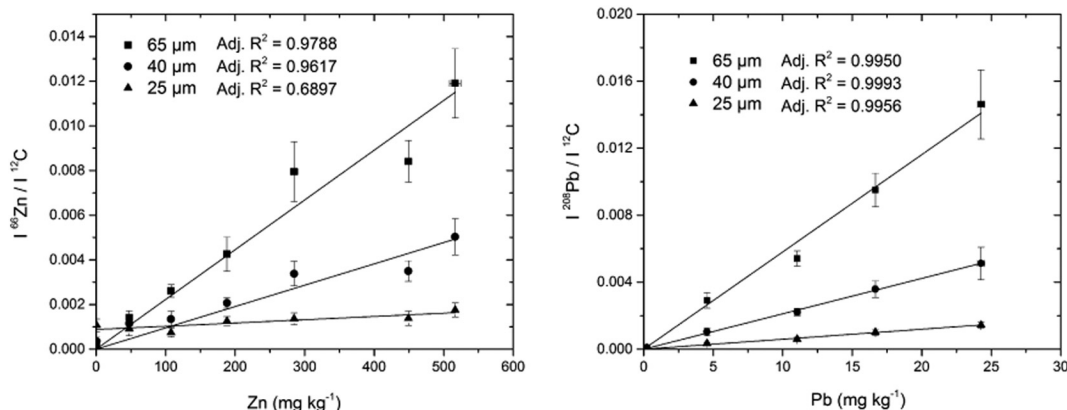 0.014
0.012
0.010
0.008
0.006
0.004
0.002
0.000
I ⁶⁶Zn / I ¹²C
65 µm Adj. R² = 0.9788
40 µm Adj. R² = 0.9617
25 µm Adj. R² = 0.6897
0 100 200 300 400 500 600
Zn (mg kg⁻¹)
0.020
0.016
0.012
0.008
0.004
0.000
I ²⁰⁸Pb / I ¹²C
65 µm Adj. R² = 0.9950
40 µm Adj. R² = 0.9993
25 µm Adj. R² = 0.9956
0 5 10 15 20 25 30
Pb (mg kg⁻¹)